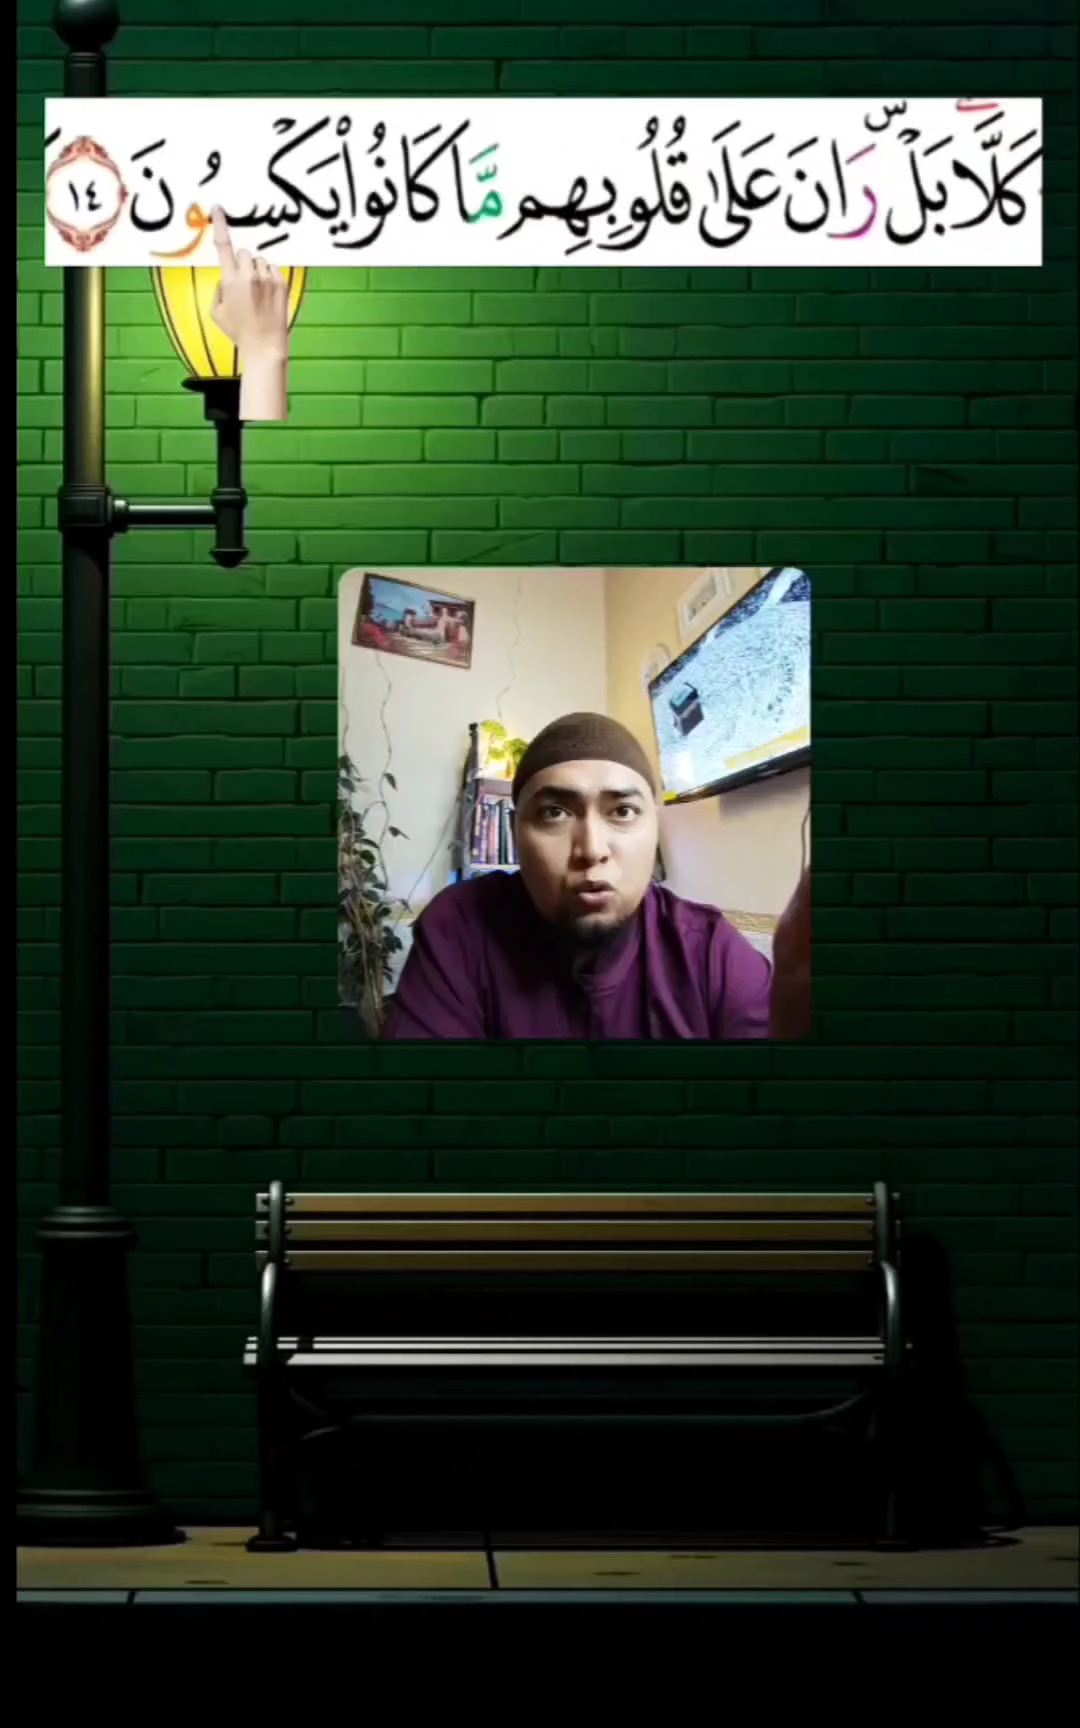 كَلَّاۖ بَلْۜ رَانَ عَلَىٰ قُلُوبِهِم مَّا كَانُوا۟ يَكْسِبُونَ ١٤